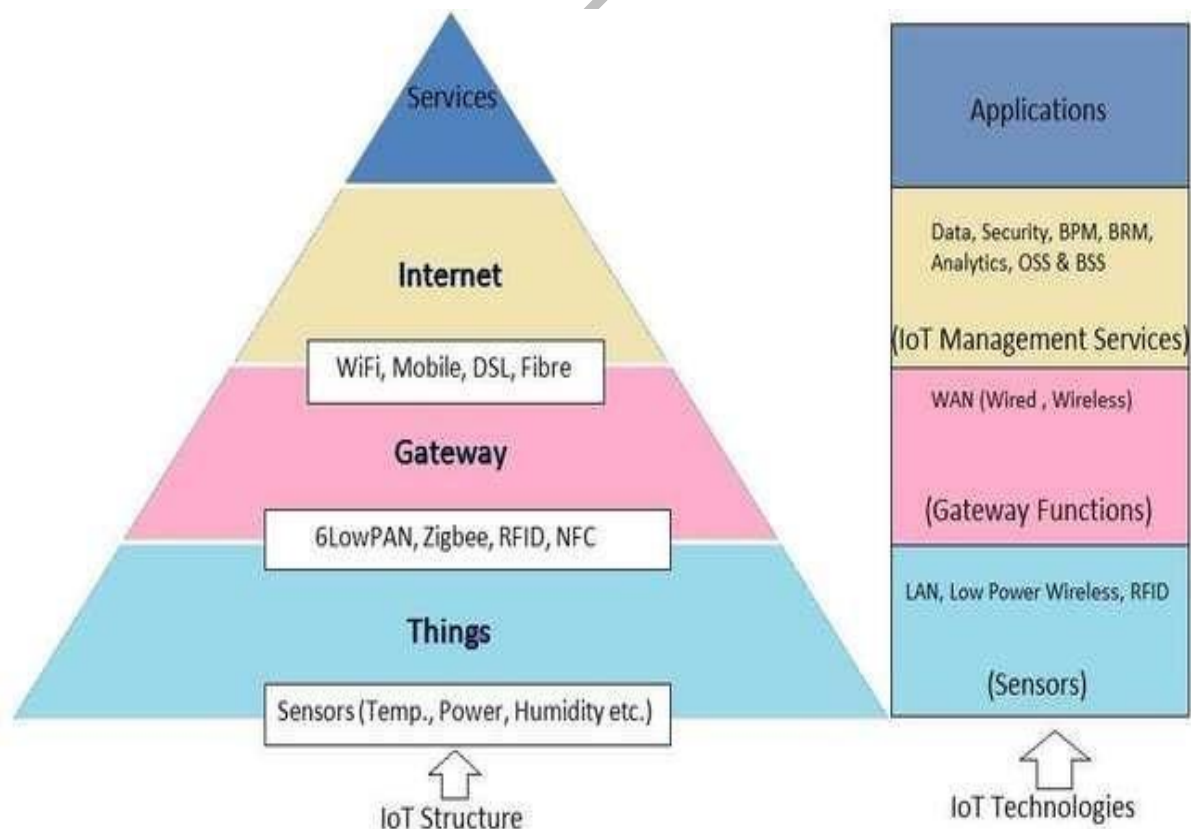 Services
Internet
WiFi, Mobile, DSL, Fibre
Gateway
6LowPAN, Zigbee, RFID, NFC
Things
Sensors (Temp., Power, Humidity etc.)
IoT Structure
Applications
Data, Security, BPM, BRM,
Analytics, OSS & BSS
(IoT Management Services)
WAN (Wired , Wireless)
(Gateway Functions)
LAN, Low Power Wireless, RFID
(Sensors)
IoT Technologies